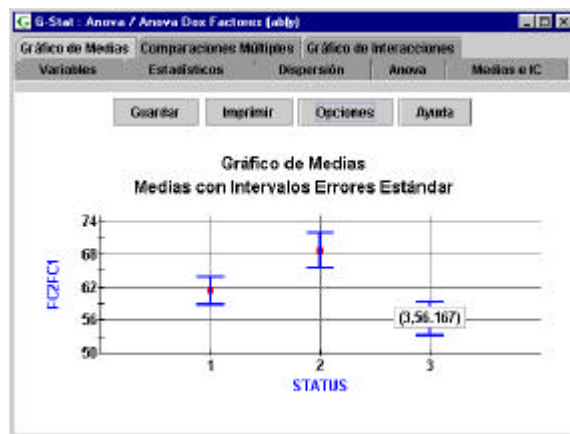 G-Stat : Anova / Anova Dos Factores (ab|y)
Gráfico de Medias Comparaciones Múltiples Gráfico de Interacciones
Variables Estadísticos Dispersión Anova Medias e IC
Guardar Imprimir Opciones Ayuda
Gráfico de Medias
Medias con Intervalos Errores Estándar
74
68
62
56
50
FC2FC1
(3,56.167)
1 2 3
STATUS